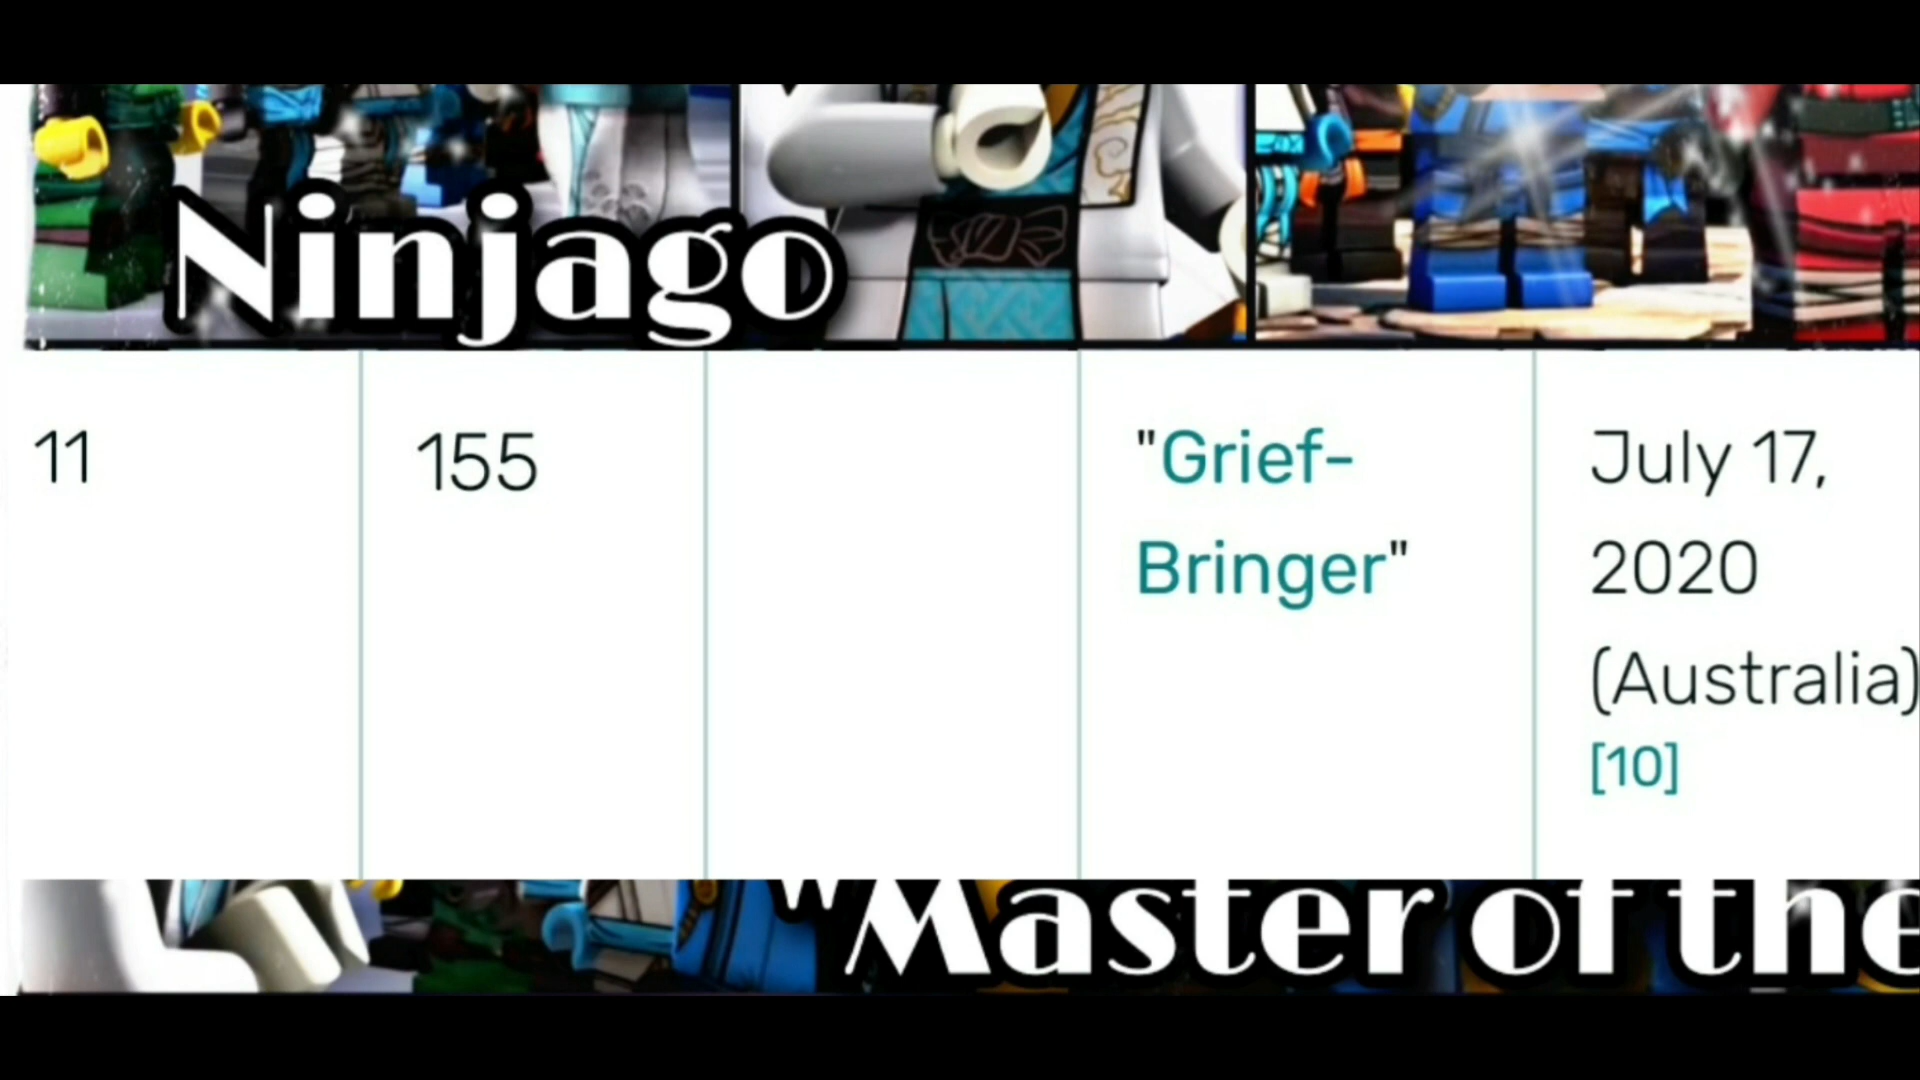 Ninjago
11
155
"Grief-
Bringer"
July 17,
2020
(Australia)
[10]
"Master of the